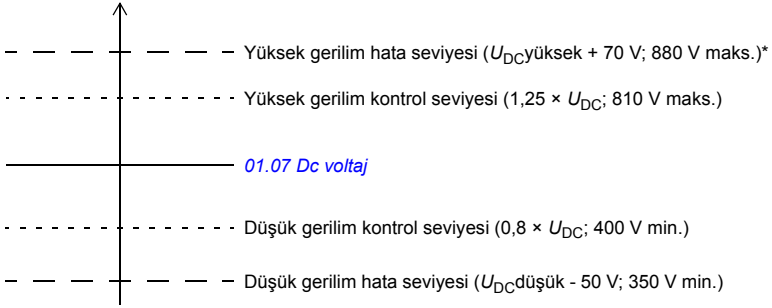 Yüksek gerilim hata seviyesi (UDCyüksek + 70 V; 880 V maks.)*
Yüksek gerilim kontrol seviyesi (1,25 × UDC; 810 V maks.)
01.07 Dc voltaj
Düşük gerilim kontrol seviyesi (0,8 × UDC; 400 V min.)
Düşük gerilim hata seviyesi (UDCdüşük - 50 V; 350 V min.)